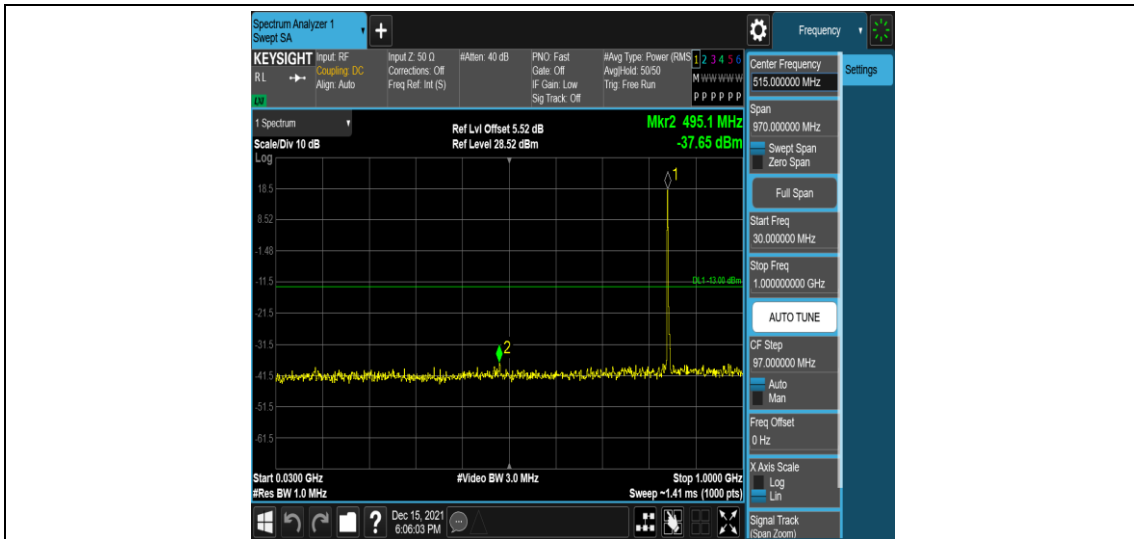 Spectrum Analyzer 1
Swept SA
+
Frequency
KEYSIGHT
RL
Input: RF
Coupling: DC
Align: Auto
Input Z: 50 Ω
Corrections: Off
Freq Ref: Int (S)
#Atten: 40 dB
PNO: Fast
Gate: Off
IF Gain: Low
Sig Track: Off
#Avg Type: Power (RMS
Avg|Hold: 50/50
Trig: Free Run
1 2 3 4 5 6
M W W W W W
P P P P P P
1 Spectrum
Scale/Div 10 dB
Log
Ref Lvl Offset 5.52 dB
Ref Level 28.52 dBm
Mkr2 495.1 MHz
-37.65 dBm
18.5
8.52
-1.48
-11.5
-21.5
-31.5
-41.5
-51.5
-61.5
1
DL1 -13.00 dBm
2
Start 0.0300 GHz
#Res BW 1.0 MHz
#Video BW 3.0 MHz
Stop 1.0000 GHz
Sweep ~1.41 ms (1000 pts)
?
Dec 15, 2021
6:06:03 PM
Center Frequency
515.000000 MHz
Settings
Span
970.000000 MHz
Swept Span
Zero Span
Full Span
Start Freq
30.000000 MHz
Stop Freq
1.000000000 GHz
AUTO TUNE
CF Step
97.000000 MHz
Auto
Man
Freq Offset
0 Hz
X Axis Scale
Log
Lin
Signal Track
(Span Zoom)